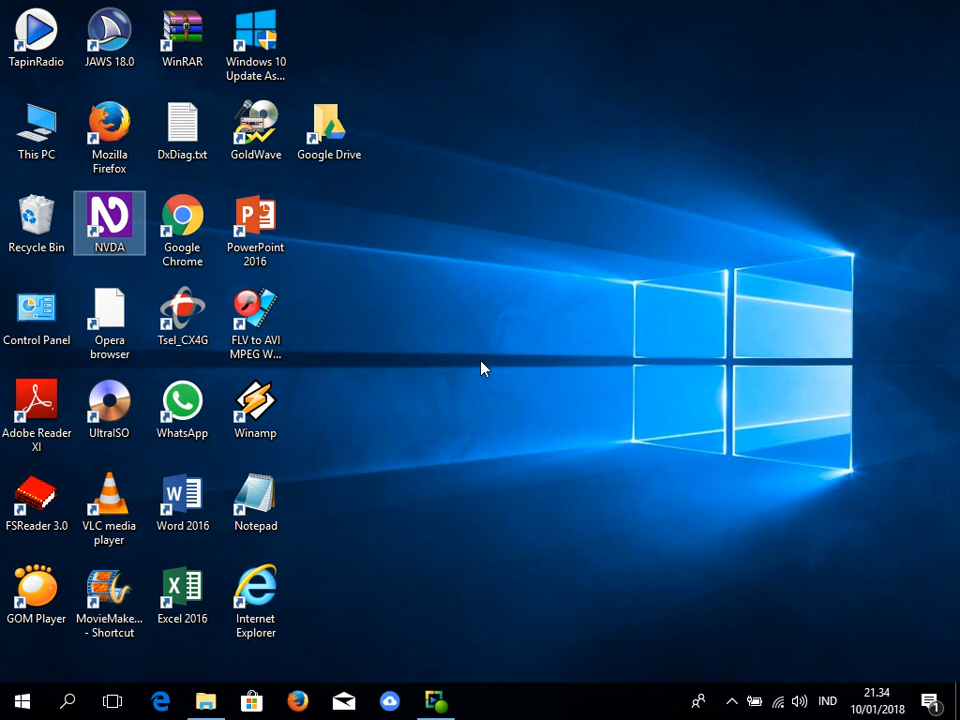 TapinRadio
JAWS 18.0
WinRAR
Windows 10
Update As...
This PC
Mozilla
Firefox
DxDiag.txt
GoldWave
Google Drive
Recycle Bin
NVDA
Google
Chrome
PowerPoint
2016
Control Panel
Opera
browser
Tsel_CX4G
FLV to AVI
MPEG W...
Adobe Reader
XI
UltraISO
WhatsApp
Winamp
FSReader 3.0
VLC media
player
Word 2016
Notepad
GOM Player
MovieMake...
- Shortcut
Excel 2016
Internet
Explorer
IND
21.34
10/01/2018
1